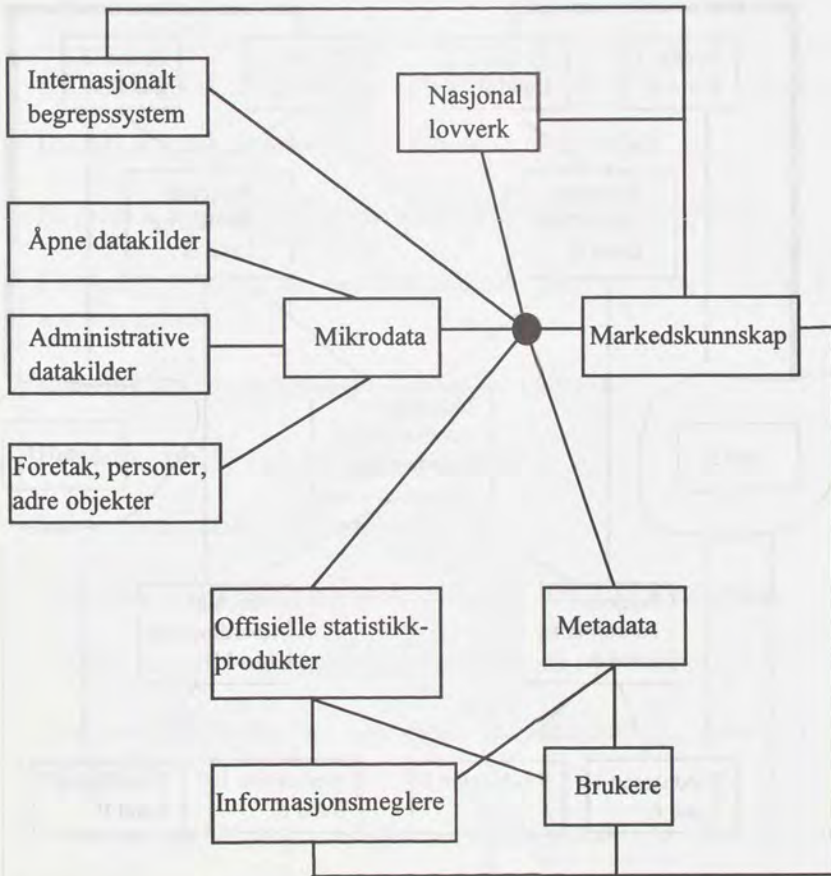 Internasjonalt
begrepssystem
Nasjonal
lovverk
Åpne datakilder
Mikrodata
Markedskunnskap
Administrative
datakilder
Foretak, personer,
adre objekter
Offisielle statistikk-
produkter
Metadata
Informasjonsmeglere
Brukere